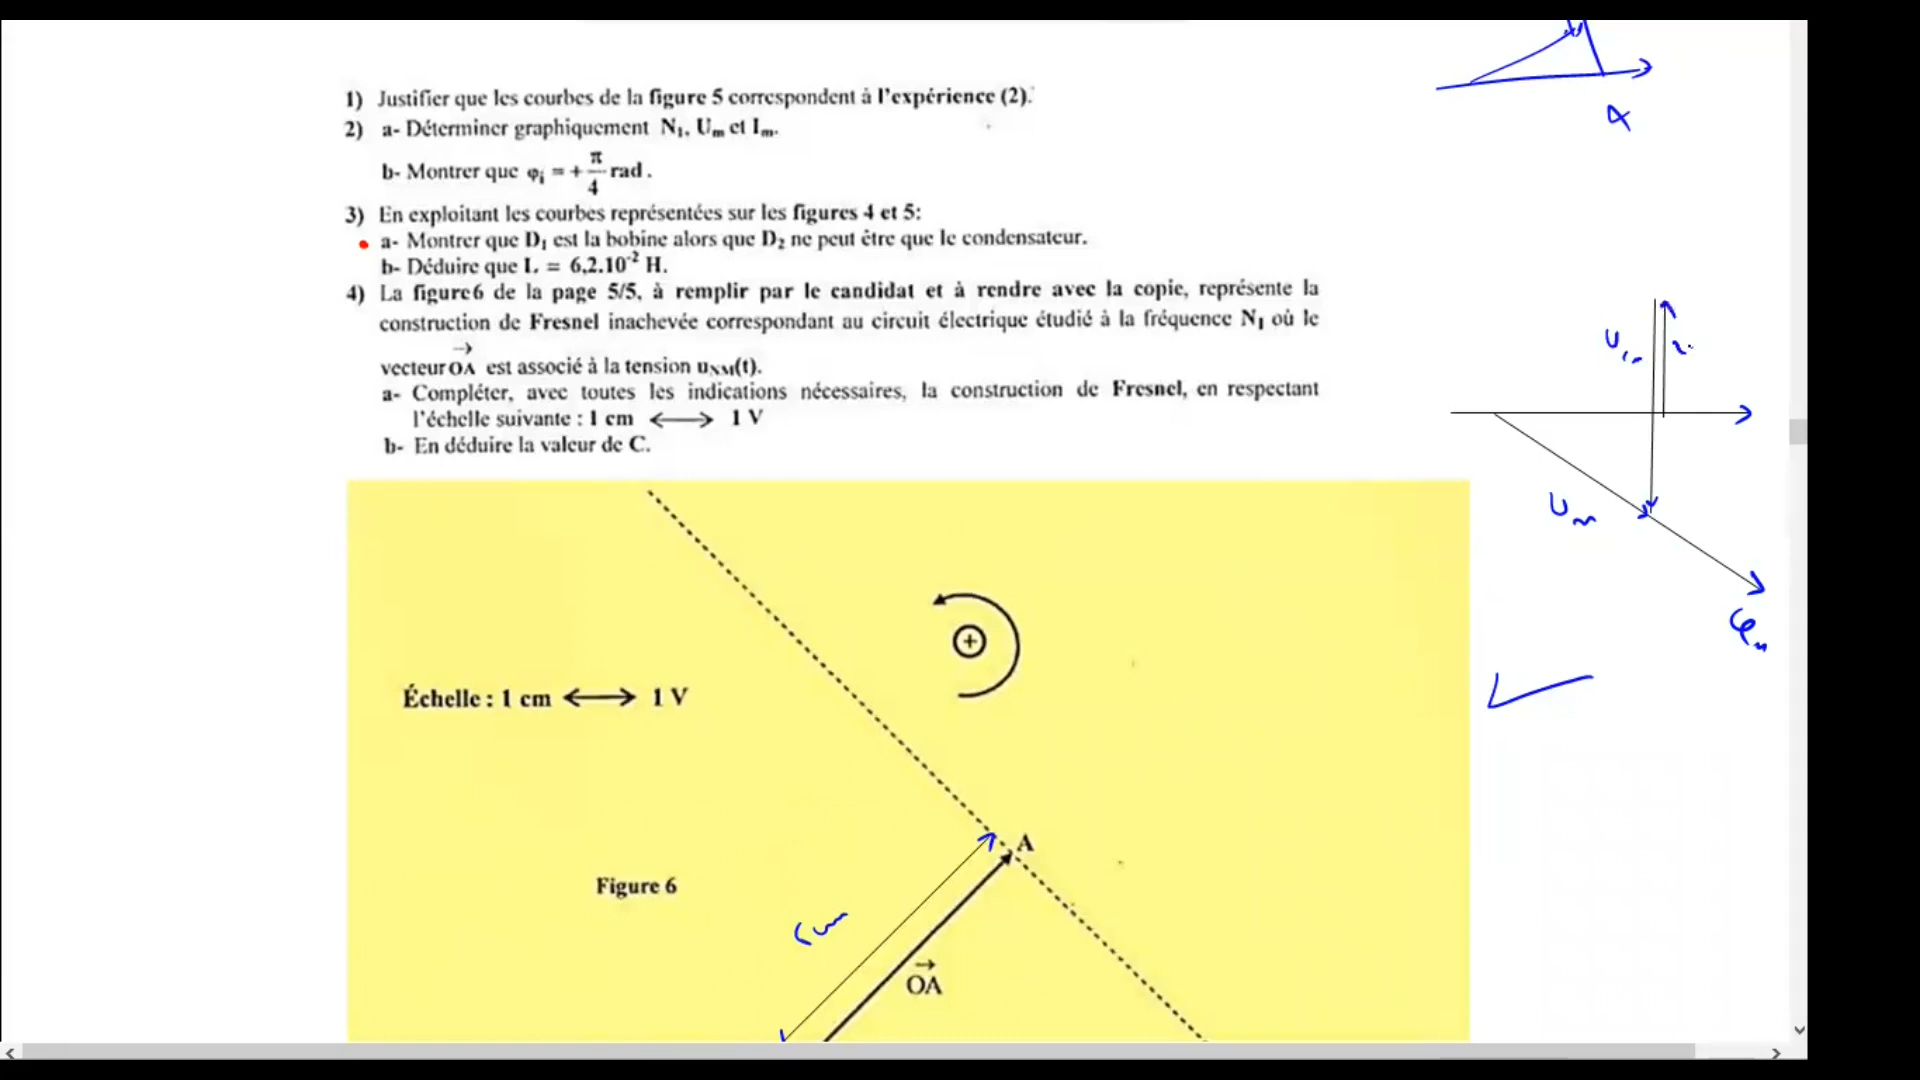 1) Justifier que les courbes de la figure 5 correspondent à l'expérience (2).
2) a- Déterminer graphiquement N₁, Uₘ et Iₘ.
b- Montrer que φᵢ = + π/4 rad .
3) En exploitant les courbes représentées sur les figures 4 et 5:
a- Montrer que D₁ est la bobine alors que D₂ ne peut être que le condensateur.
b- Déduire que L = 6,2.10⁻² H.
4) La figure6 de la page 5/5, à remplir par le candidat et à rendre avec la copie, représente la
construction de Fresnel inachevée correspondant au circuit électrique étudié à la fréquence N₁ où le
vecteur OA→ est associé à la tension u_NM(t).
a- Compléter, avec toutes les indications nécessaires, la construction de Fresnel, en respectant
l'échelle suivante : 1 cm ⟷ 1 V
b- En déduire la valeur de C.
Échelle : 1 cm ⟷ 1 V
Figure 6
A
OA→
+
Uₘ